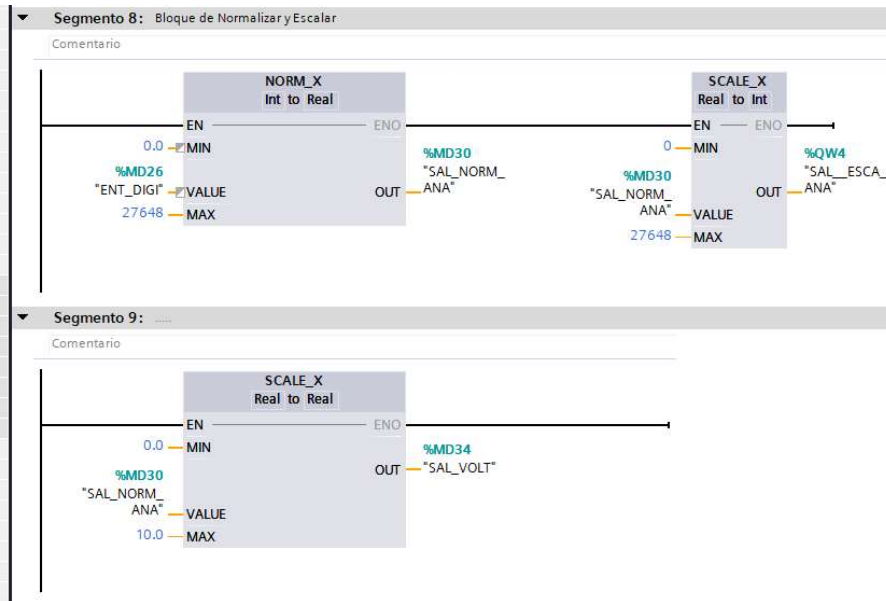 Segmento 8: Bloque de Normalizar y Escalar
Comentario
NORM_X
Int to Real
EN
ENO
0.0
MIN
%MD26
"ENT_DIGI"
VALUE
27648
MAX
OUT
%MD30
"SAL_NORM_
ANA"
SCALE_X
Real to Int
EN
ENO
0
MIN
%MD30
"SAL_NORM_
ANA"
VALUE
27648
MAX
OUT
%QW4
"SAL__ESCA_
ANA"
Segmento 9: .....
Comentario
SCALE_X
Real to Real
EN
ENO
0.0
MIN
%MD30
"SAL_NORM_
ANA"
VALUE
10.0
MAX
OUT
%MD34
"SAL_VOLT"